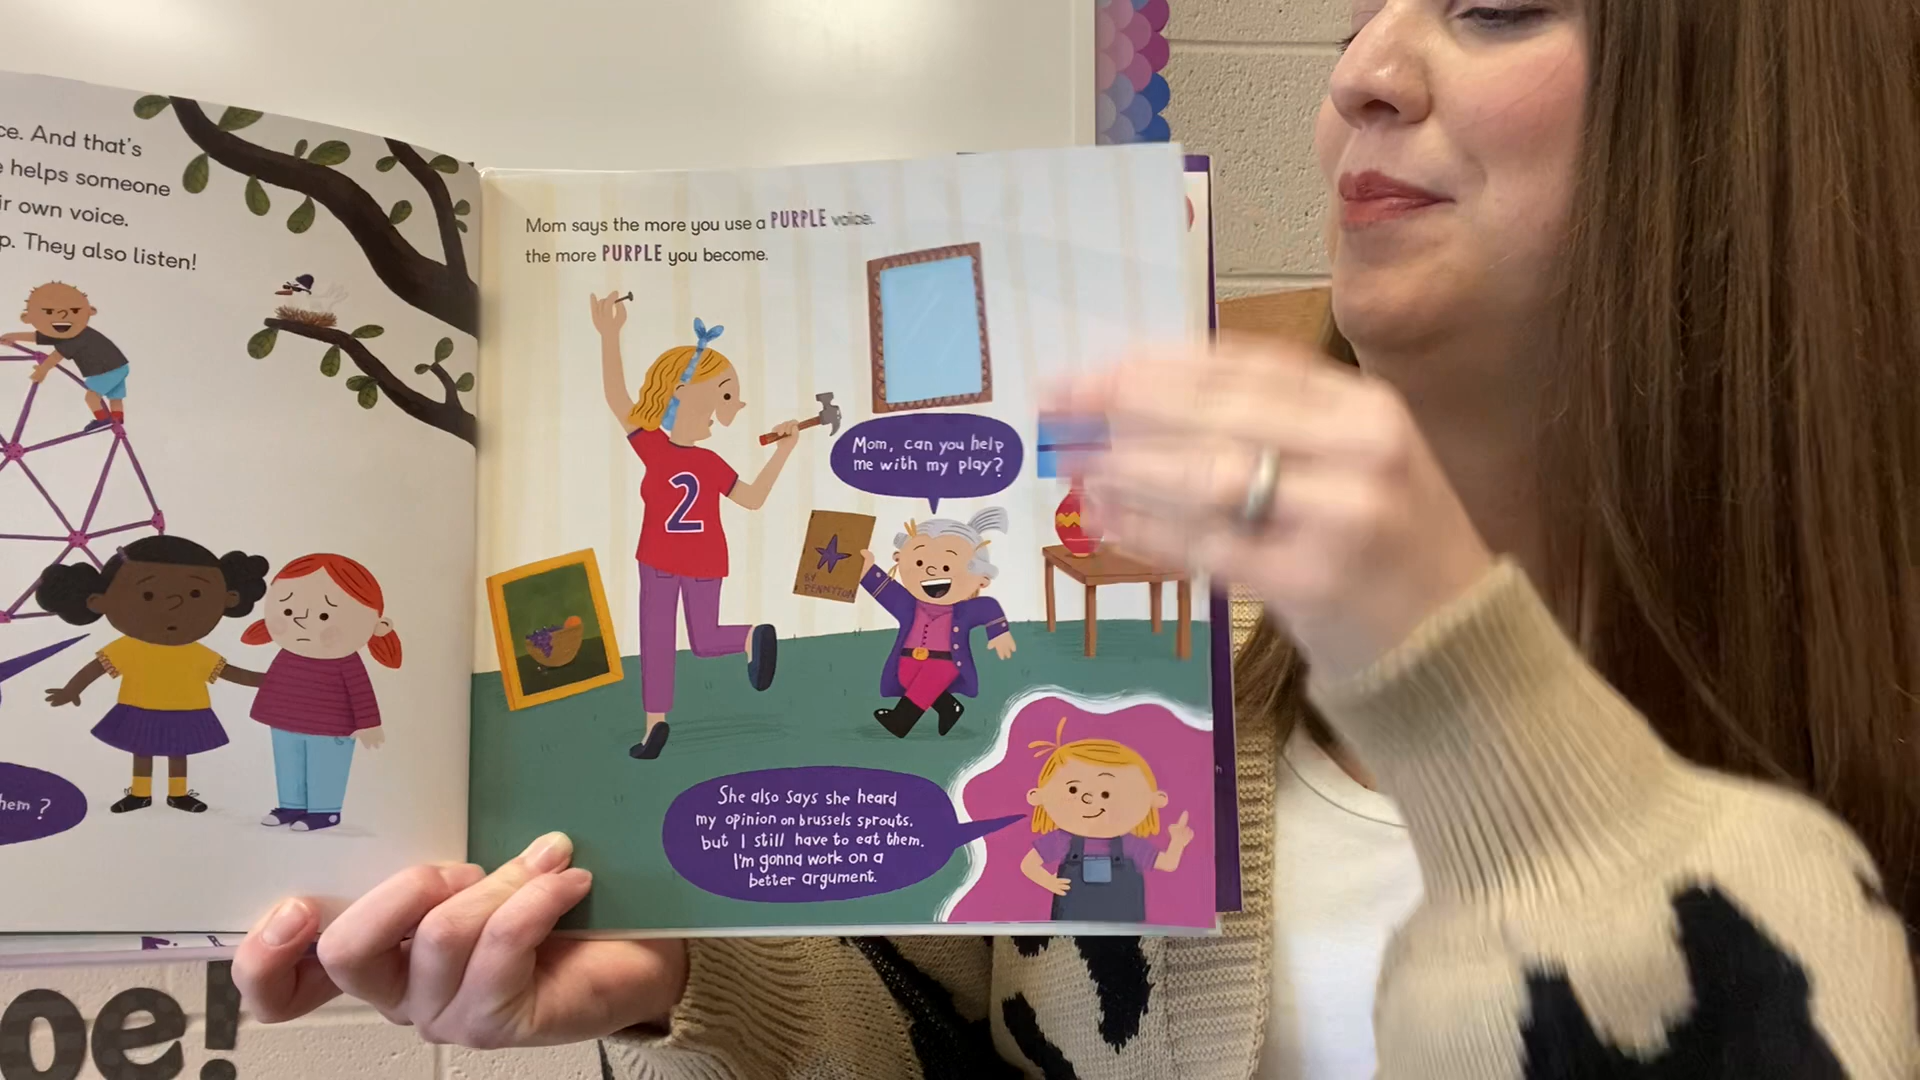 ce. And that's
helps someone
ir own voice.
p. They also listen!
hem?
Mom says the more you use a PURPLE voice.
the more PURPLE you become.
2
Mom, can you help
me with my play?
BY
PENNYTON
She also says she heard
my opinion on brussels sprouts,
but I still have to eat them.
I'm gonna work on a
better argument.
oe!